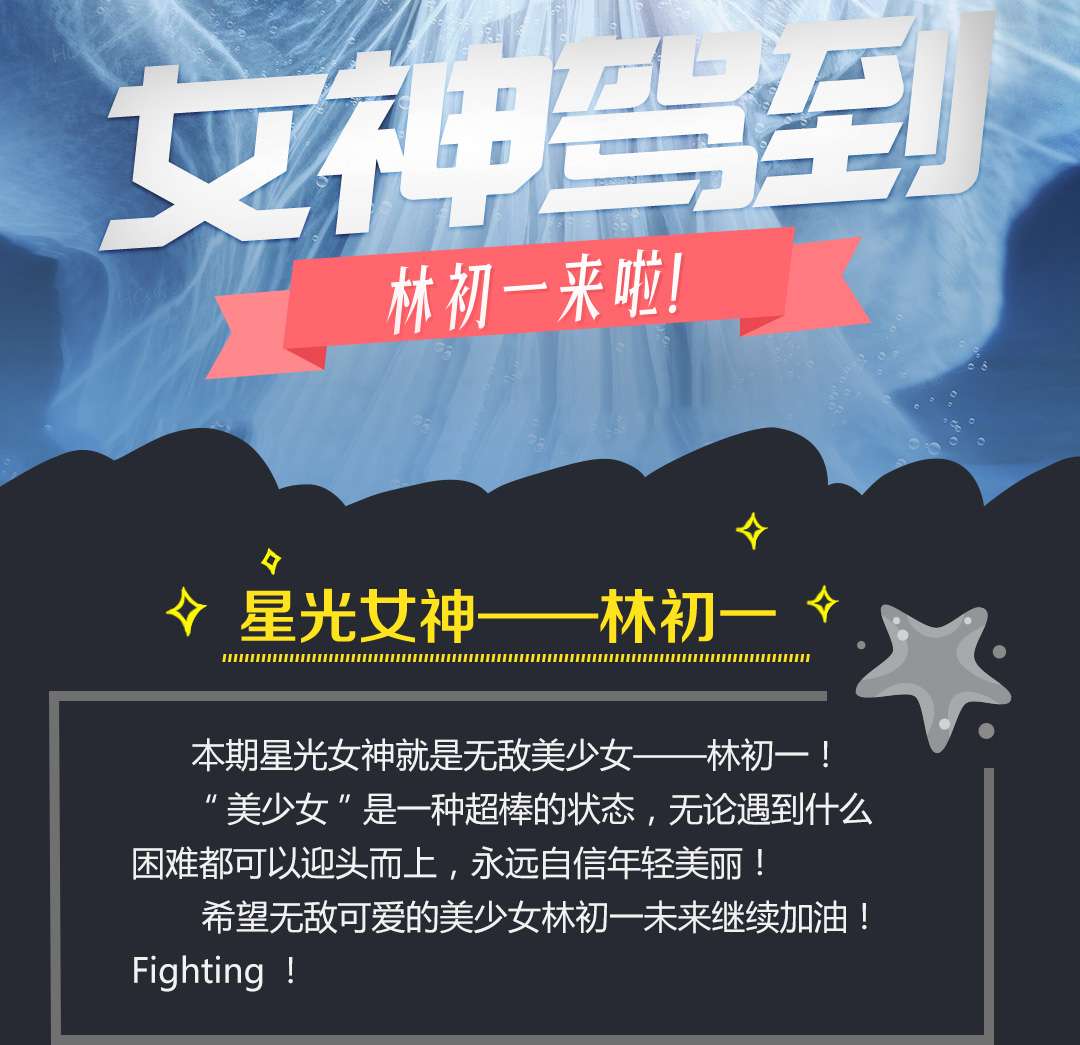 女神驾到
林初一来啦!
星光女神——林初一
本期星光女神就是无敌美少女——林初一！
“美少女”是一种超棒的状态，无论遇到什么
困难都可以迎头而上，永远自信年轻美丽！
希望无敌可爱的美少女林初一未来继续加油！
Fighting ！